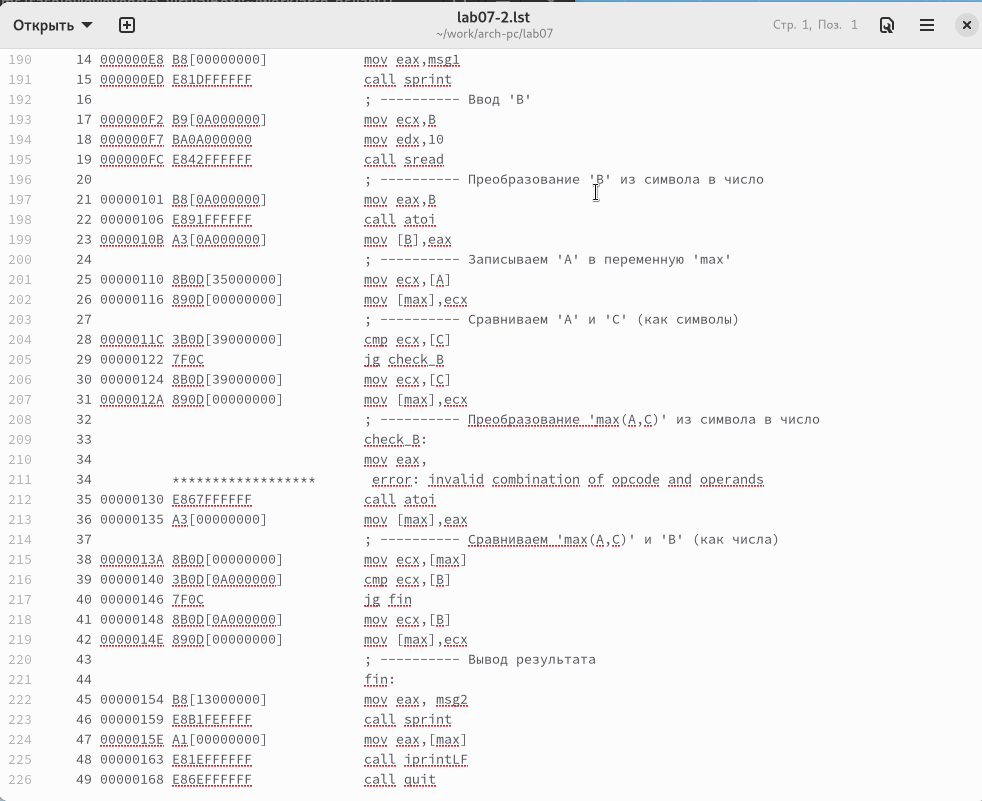 Открыть
lab07-2.lst
~/work/arch-pc/lab07
Стр. 1, Поз. 1
190 14 000000E8 B8[00000000] mov eax,msg1
191 15 000000ED E81DFFFFFF call sprint
192 16 ; ---------- Ввод 'B'
193 17 000000F2 B9[0A000000] mov ecx,B
194 18 000000F7 BA0A000000 mov edx,10
195 19 000000FC E842FFFFFF call sread
196 20 ; ---------- Преобразование 'B' из символа в число
197 21 00000101 B8[0A000000] mov eax,B
198 22 00000106 E891FFFFFF call atoi
199 23 0000010B A3[0A000000] mov [B],eax
200 24 ; ---------- Записываем 'A' в переменную 'max'
201 25 00000110 8B0D[35000000] mov ecx,[A]
202 26 00000116 890D[00000000] mov [max],ecx
203 27 ; ---------- Сравниваем 'A' и 'C' (как символы)
204 28 0000011C 3B0D[39000000] cmp ecx,[C]
205 29 00000122 7F0C jg check_B
206 30 00000124 8B0D[39000000] mov ecx,[C]
207 31 0000012A 890D[00000000] mov [max],ecx
208 32 ; ---------- Преобразование 'max(A,C)' из символа в число
209 33 check_B:
210 34 mov eax,
211 34 ****************** error: invalid combination of opcode and operands
212 35 00000130 E867FFFFFF call atoi
213 36 00000135 A3[00000000] mov [max],eax
214 37 ; ---------- Сравниваем 'max(A,C)' и 'B' (как числа)
215 38 0000013A 8B0D[00000000] mov ecx,[max]
216 39 00000140 3B0D[0A000000] cmp ecx,[B]
217 40 00000146 7F0C jg fin
218 41 00000148 8B0D[0A000000] mov ecx,[B]
219 42 0000014E 890D[00000000] mov [max],ecx
220 43 ; ---------- Вывод результата
221 44 fin:
222 45 00000154 B8[13000000] mov eax, msg2
223 46 00000159 E8B1FEFFFF call sprint
224 47 0000015E A1[00000000] mov eax,[max]
225 48 00000163 E81EFFFFFF call iprintLF
226 49 00000168 E86EFFFFFF call quit